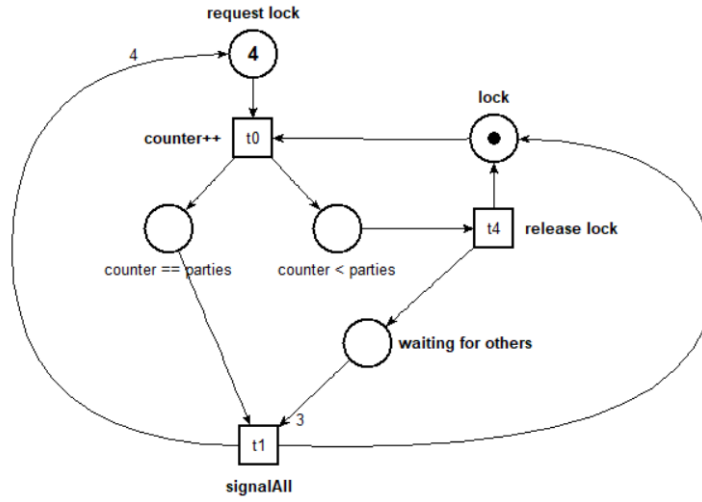 request lock
4
4
lock
counter++
t0
t4
release lock
counter == parties
counter < parties
waiting for others
3
t1
signalAll